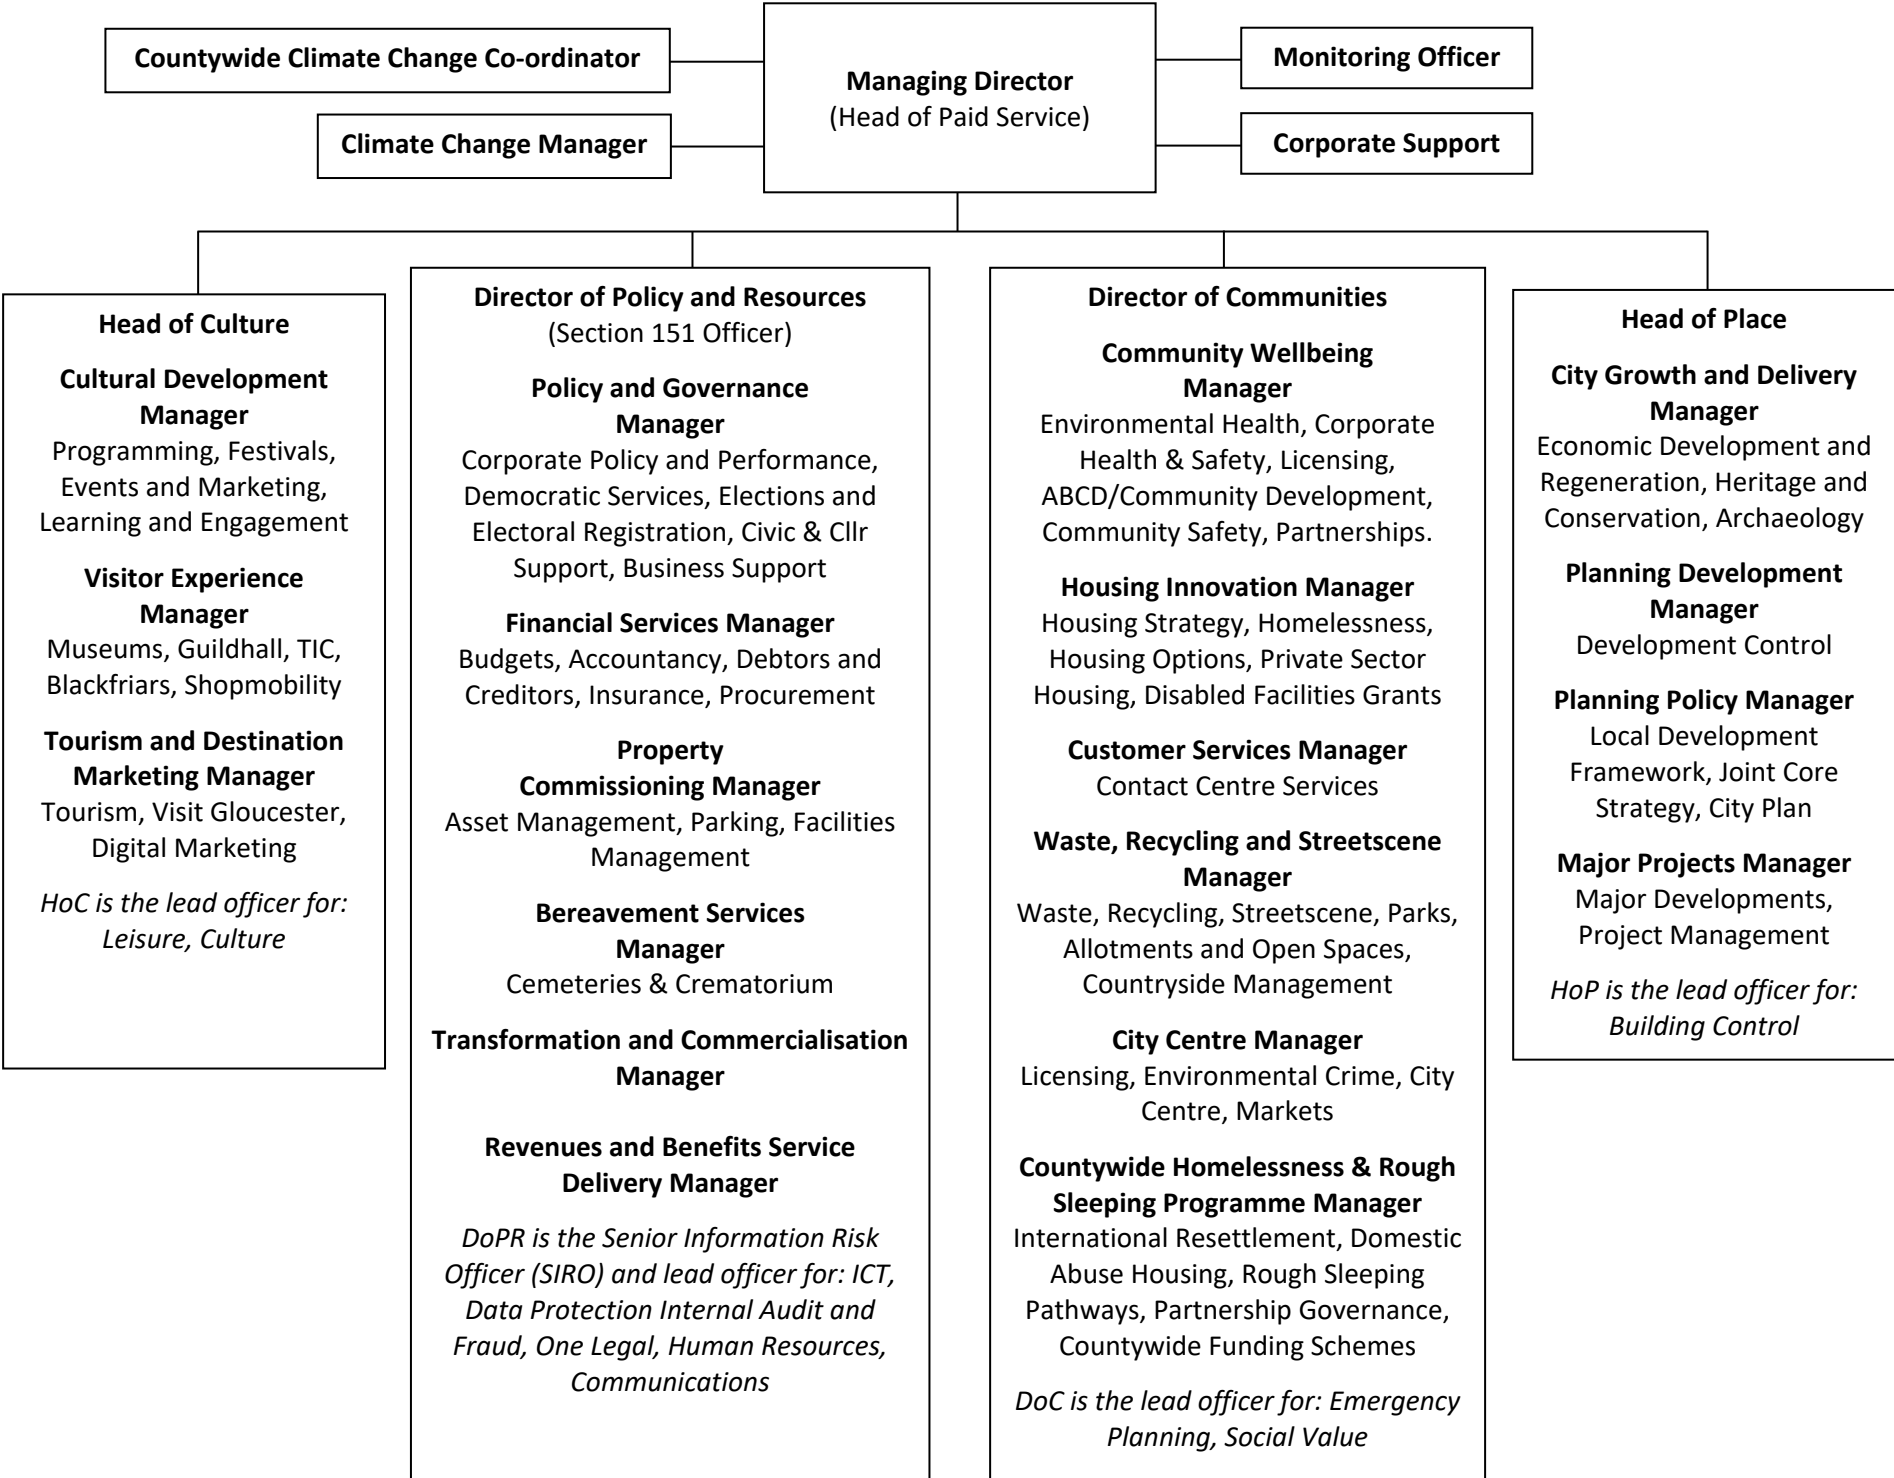 Countywide Climate Change Co-ordinator
Climate Change Manager
Managing Director
(Head of Paid Service)
Monitoring Officer
Corporate Support
Head of Culture
Cultural Development
Manager
Programming, Festivals,
Events and Marketing,
Learning and Engagement
Visitor Experience
Manager
Museums, Guildhall, TIC,
Blackfriars, Shopmobility
Tourism and Destination
Marketing Manager
Tourism, Visit Gloucester,
Digital Marketing
HoC is the lead officer for:
Leisure, Culture
Director of Policy and Resources
(Section 151 Officer)
Policy and Governance
Manager
Corporate Policy and Performance,
Democratic Services, Elections and
Electoral Registration, Civic & Cllr
Support, Business Support
Financial Services Manager
Budgets, Accountancy, Debtors and
Creditors, Insurance, Procurement
Property
Commissioning Manager
Asset Management, Parking, Facilities
Management
Bereavement Services
Manager
Cemeteries & Crematorium
Transformation and Commercialisation
Manager
Revenues and Benefits Service
Delivery Manager
DoPR is the Senior Information Risk
Officer (SIRO) and lead officer for: ICT,
Data Protection Internal Audit and
Fraud, One Legal, Human Resources,
Communications
Director of Communities
Community Wellbeing
Manager
Environmental Health, Corporate
Health & Safety, Licensing,
ABCD/Community Development,
Community Safety, Partnerships.
Housing Innovation Manager
Housing Strategy, Homelessness,
Housing Options, Private Sector
Housing, Disabled Facilities Grants
Customer Services Manager
Contact Centre Services
Waste, Recycling and Streetscene
Manager
Waste, Recycling, Streetscene, Parks,
Allotments and Open Spaces,
Countryside Management
City Centre Manager
Licensing, Environmental Crime, City
Centre, Markets
Countywide Homelessness & Rough
Sleeping Programme Manager
International Resettlement, Domestic
Abuse Housing, Rough Sleeping
Pathways, Partnership Governance,
Countywide Funding Schemes
DoC is the lead officer for: Emergency
Planning, Social Value
Head of Place
City Growth and Delivery
Manager
Economic Development and
Regeneration, Heritage and
Conservation, Archaeology
Planning Development
Manager
Development Control
Planning Policy Manager
Local Development
Framework, Joint Core
Strategy, City Plan
Major Projects Manager
Major Developments,
Project Management
HoP is the lead officer for:
Building Control